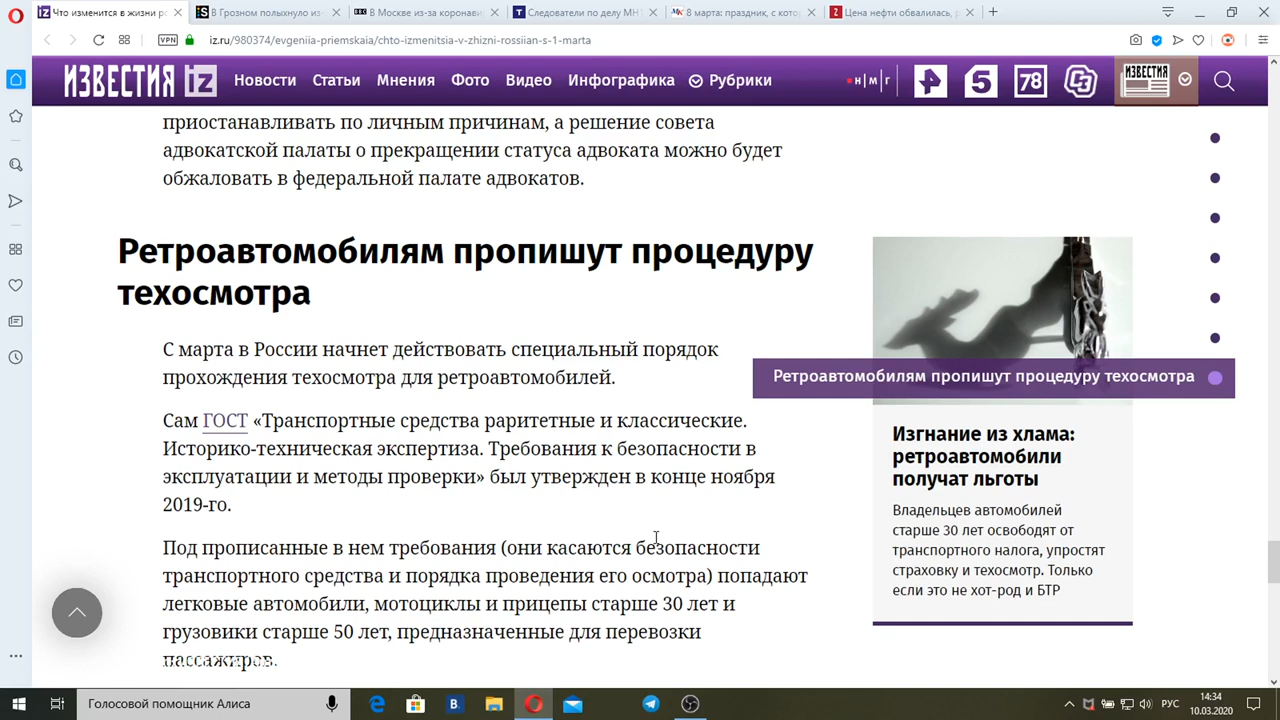 Что изменится в жизни ро
В Грозном полыхнуло из-
В Москве из-за коронави
Следователи по делу МН1
8 марта: праздник, с кото
Цена нефти обвалилась, р
VPN
iz.ru/980374/evgeniia-priemskaia/chto-izmenitsia-v-zhizni-rossiian-s-1-marta
ИЗВЕСТИЯ iz Новости Статьи Мнения Фото Видео Инфографика Рубрики
н|м|г 5 78 ИЗВЕСТИЯ
приостанавливать по личным причинам, а решение совета
адвокатской палаты о прекращении статуса адвоката можно будет
обжаловать в федеральной палате адвокатов.
Ретроавтомобилям пропишут процедуру
техосмотра
С марта в России начнет действовать специальный порядок
прохождения техосмотра для ретроавтомобилей.
Сам ГОСТ «Транспортные средства раритетные и классические.
Историко-техническая экспертиза. Требования к безопасности в
эксплуатации и методы проверки» был утвержден в конце ноября
2019-го.
Под прописанные в нем требования (они касаются безопасности
транспортного средства и порядка проведения его осмотра) попадают
легковые автомобили, мотоциклы и прицепы старше 30 лет и
грузовики старше 50 лет, предназначенные для перевозки
Ретроавтомобилям пропишут процедуру техосмотра
Изгнание из хлама:
ретроавтомобили
получат льготы
Владельцев автомобилей
старше 30 лет освободят от
транспортного налога, упростят
страховку и техосмотр. Только
если это не хот-род и БТР
Голосовой помощник Алиса
РУС
14:34
10.03.2020